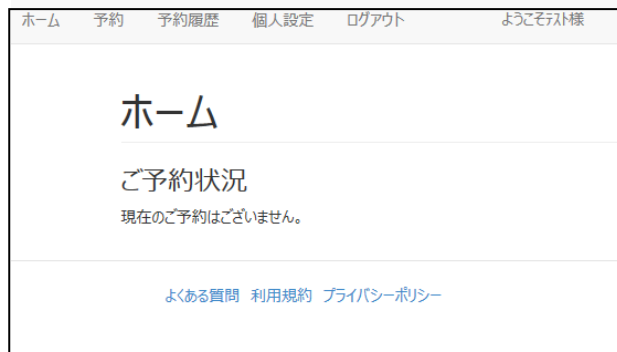 ホーム 予約 予約履歴 個人設定 ログアウト ようこそテスト様
ホーム
ご予約状況
現在のご予約はございません。
よくある質問 利用規約 プライバシーポリシー